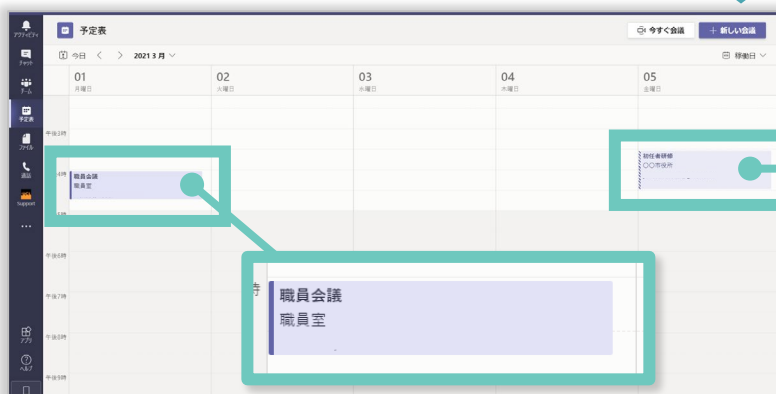 アクティビティ
チャット
チーム
予定表
ファイル
通話
Support
アプリ
ヘルプ
予定表
今すぐ会議
+ 新しい会議
今日 < > 2021 3 月
稼働日
01
月曜日
02
火曜日
03
水曜日
04
木曜日
05
金曜日
午後3時
午後4時
午後6時
午後7時
午後8時
午後9時
職員会議
職員室
初任者研修
〇〇市役所
時
職員会議
職員室